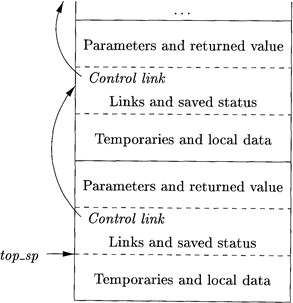 ...
Parameters and returned value
Control link
Links and saved status
Temporaries and local data
Parameters and returned value
Control link
Links and saved status
top_sp
Temporaries and local data